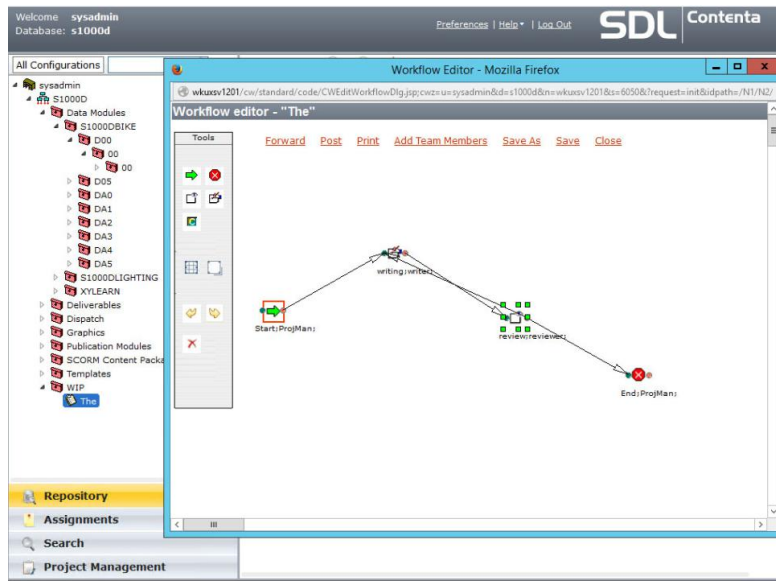 Welcome sysadmin
Database: s1000d
Preferences | Help | Log Out
SDL Contenta
All Configurations
sysadmin
S1000D
Data Modules
S1000DBIKE
D00
00
00
D05
DA0
DA1
DA2
DA3
DA4
DA5
S1000DLIGHTING
XYLEARN
Deliverables
Dispatch
Graphics
Publication Modules
SCORM Content Packa
Templates
WIP
The
Repository
Assignments
Search
Project Management
Workflow Editor - Mozilla Firefox
wkuxsv1201/cw/standard/code/CWEditWorkflowDlg.jsp;cwz=u=sysadmin&d=s1000d&n=wkuxsv1201&s=6050&?request=init&idpath=/N1/N2/
Workflow editor - "The"
Tools
Forward Post Print Add Team Members Save As Save Close
writing;writer;
Start;ProjMan;
review;reviewer;
End;ProjMan;